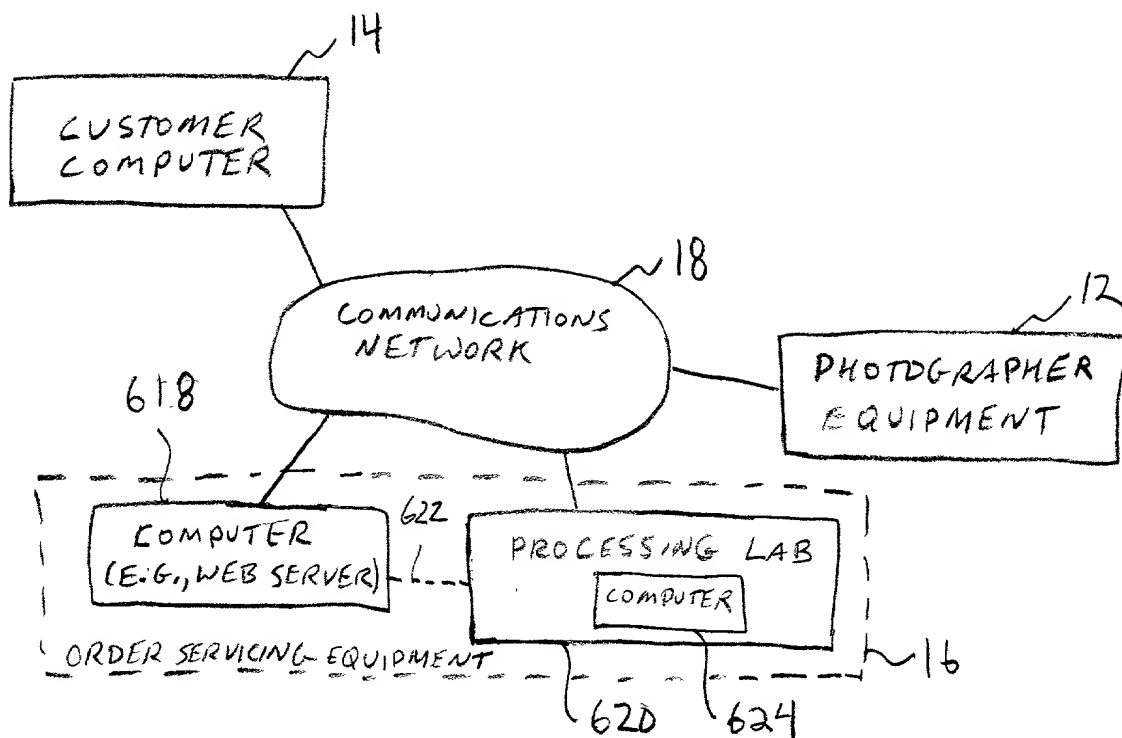 14
CUSTOMER
COMPUTER
18
COMMUNICATIONS
NETWORK
12
PHOTOGRAPHER
EQUIPMENT
618
622
COMPUTER
(E.G., WEB SERVER)
PROCESSING LAB
COMPUTER
ORDER SERVICING EQUIPMENT
16
620
624